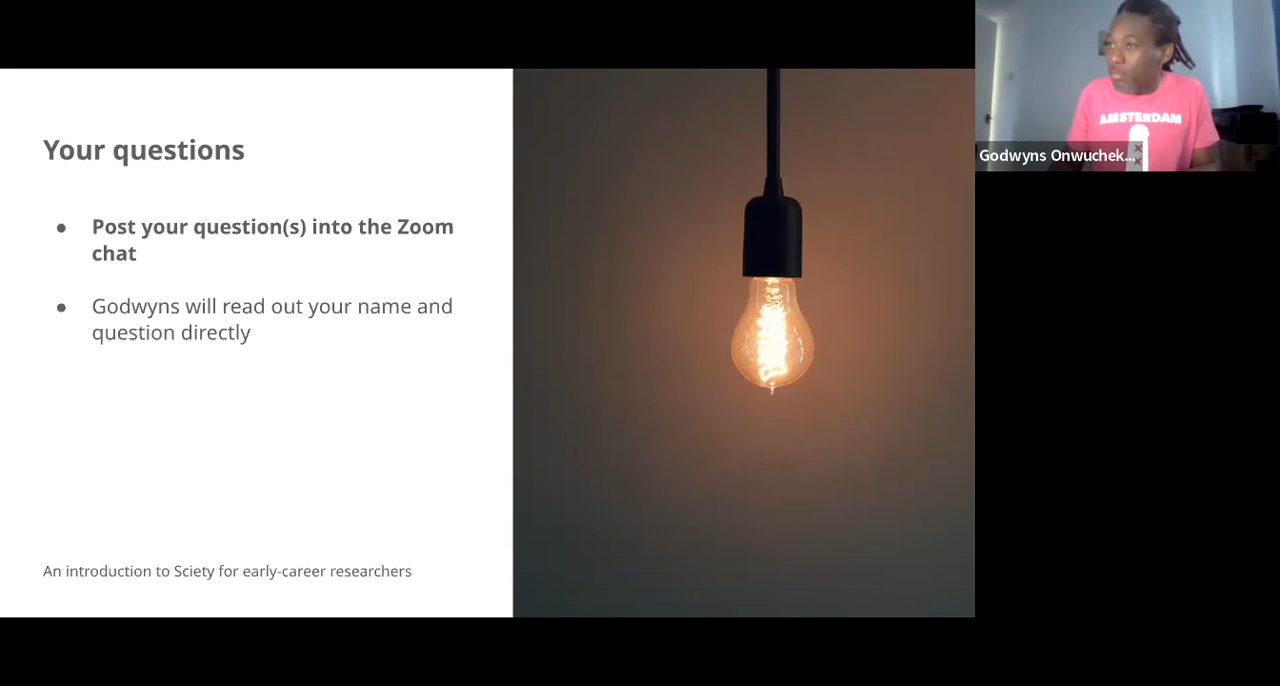 Your questions
● Post your question(s) into the Zoom
chat
● Godwyns will read out your name and
question directly
An introduction to Sciety for early-career researchers
AMSTERDAM
Godwyns Onwuchek...